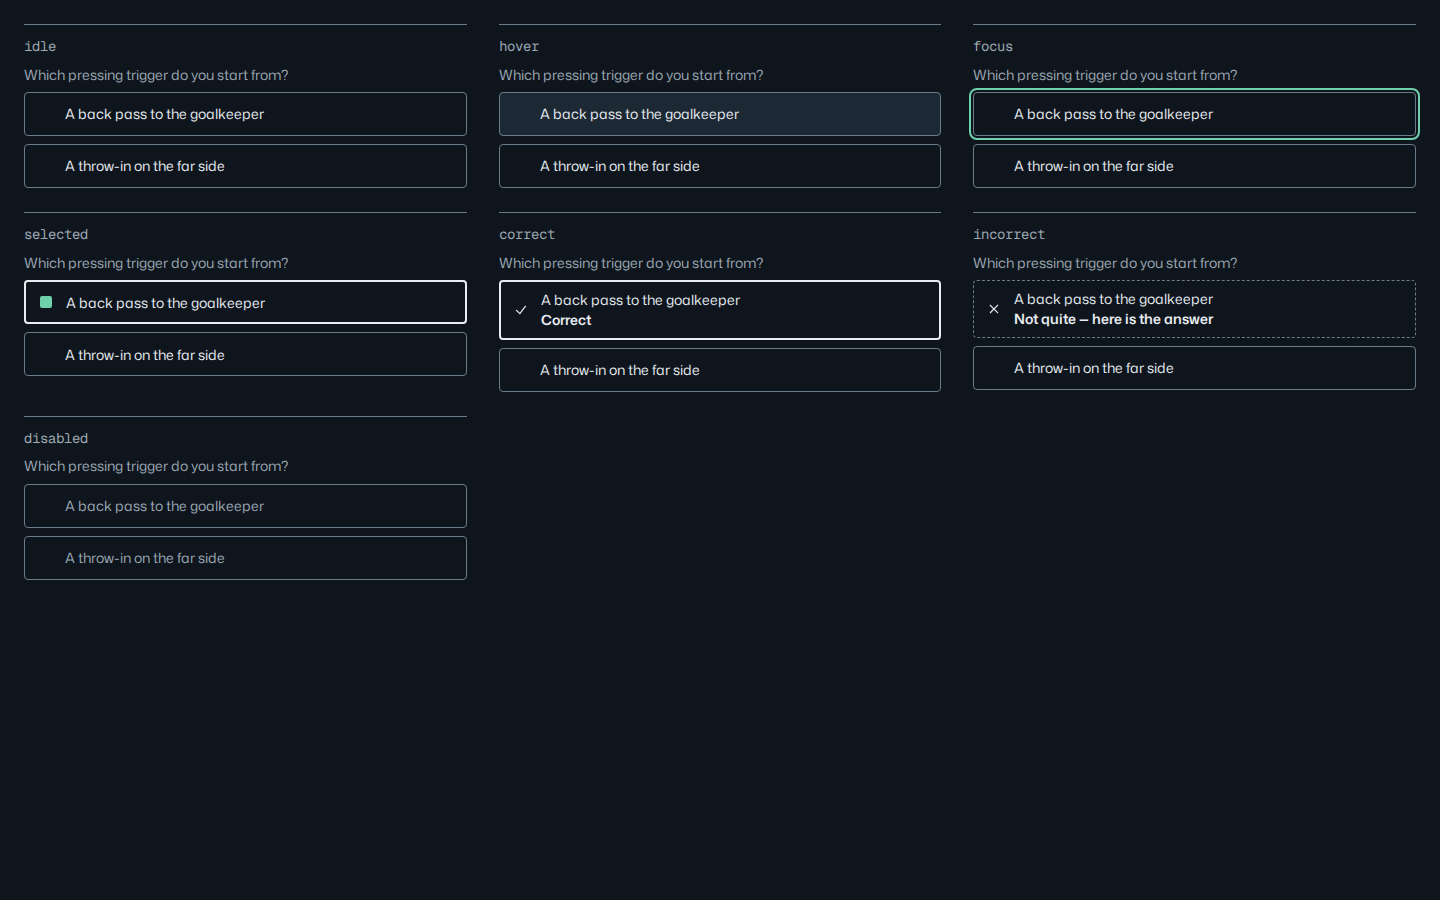 idle
Which pressing trigger do you start from?
A back pass to the goalkeeper
A throw-in on the far side
hover
Which pressing trigger do you start from?
A back pass to the goalkeeper
A throw-in on the far side
focus
Which pressing trigger do you start from?
A back pass to the goalkeeper
A throw-in on the far side
selected
Which pressing trigger do you start from?
A back pass to the goalkeeper
A throw-in on the far side
correct
Which pressing trigger do you start from?
A back pass to the goalkeeper
Correct
A throw-in on the far side
incorrect
Which pressing trigger do you start from?
A back pass to the goalkeeper
Not quite – here is the answer
A throw-in on the far side
disabled
Which pressing trigger do you start from?
A back pass to the goalkeeper
A throw-in on the far side